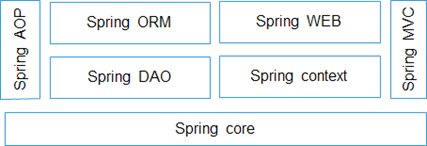 Spring AOP
Spring ORM
Spring WEB
Spring MVC
Spring DAO
Spring context
Spring core